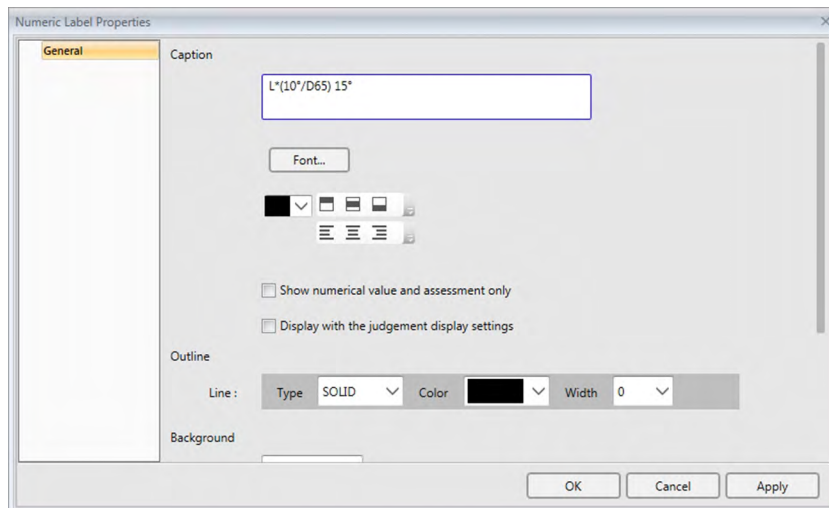 Numeric Label Properties
General
Caption
L*(10°/D65) 15°
Font...
Show numerical value and assessment only
Display with the judgement display settings
Outline
Line : Type SOLID Color Width 0
Background
OK Cancel Apply